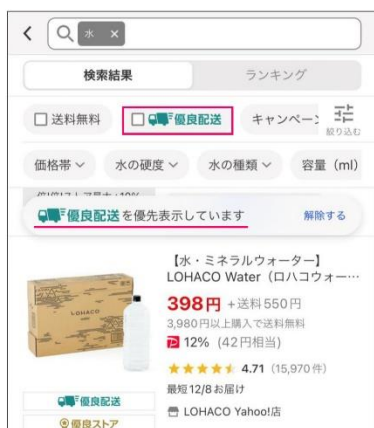 水 ×
検索結果 ランキング
送料無料 優良配送 キャンペーン
絞り込む
価格帯 水の硬度 水の種類 容量（ml）
優良配送を優先表示しています 解除する
【水・ミネラルウォーター】
LOHACO Water（ロハコウォー…
398円 +送料550円
3,980円以上購入で送料無料
12%（42円相当）
4.71（15,970件）
最短12/8お届け
LOHACO Yahoo!店
LOHACO
優良配送
優良ストア